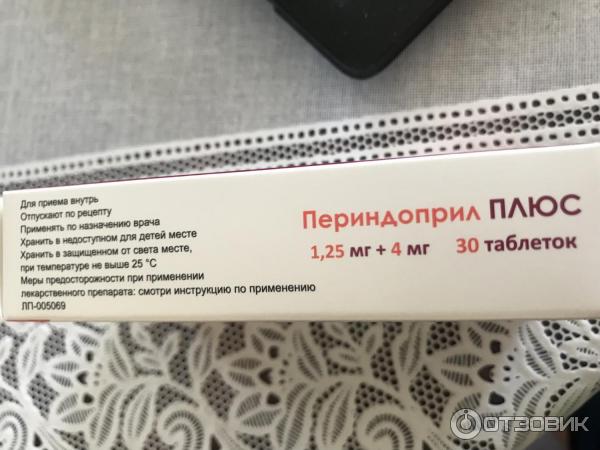 Для приема внутрь
Отпускают по рецепту
Применять по назначению врача
Хранить в недоступном для детей месте
Хранить в защищенном от света месте,
при температуре не выше 25 °C
Меры предосторожности при применении
лекарственного препарата: смотри инструкцию по применению
ЛП-005069
Периндоприл ПЛЮС
1,25 мг + 4 мг 30 таблеток
ОТЗОВИК